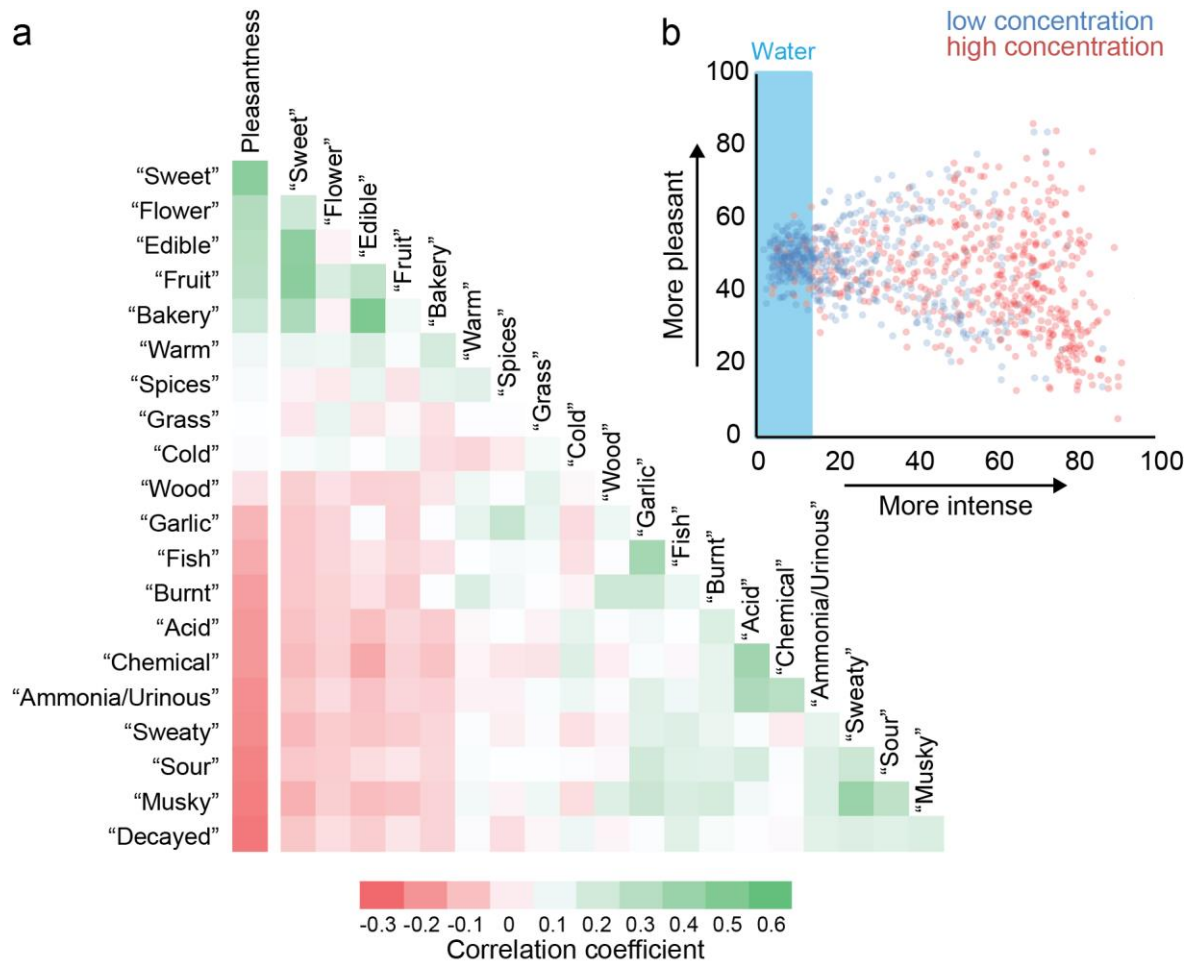 a
Pleasantness
“Sweet”
“Flower”
“Edible”
“Fruit”
“Bakery”
“Warm”
“Spices”
“Grass”
“Cold”
“Wood”
“Garlic”
“Fish”
“Burnt”
“Acid”
“Chemical”
“Ammonia/Urinous”
“Sweaty”
“Sour”
“Musky”
“Sweet”
“Flower”
“Edible”
“Fruit”
“Bakery”
“Warm”
“Spices”
“Grass”
“Cold”
“Wood”
“Garlic”
“Fish”
“Burnt”
“Acid”
“Chemical”
“Ammonia/Urinous”
“Sweaty”
“Sour”
“Musky”
“Decayed”
-0.3 -0.2 -0.1 0 0.1 0.2 0.3 0.4 0.5 0.6
Correlation coefficient
b
low concentration
high concentration
Water
More pleasant
100
80
60
40
20
0
0 20 40 60 80 100
More intense